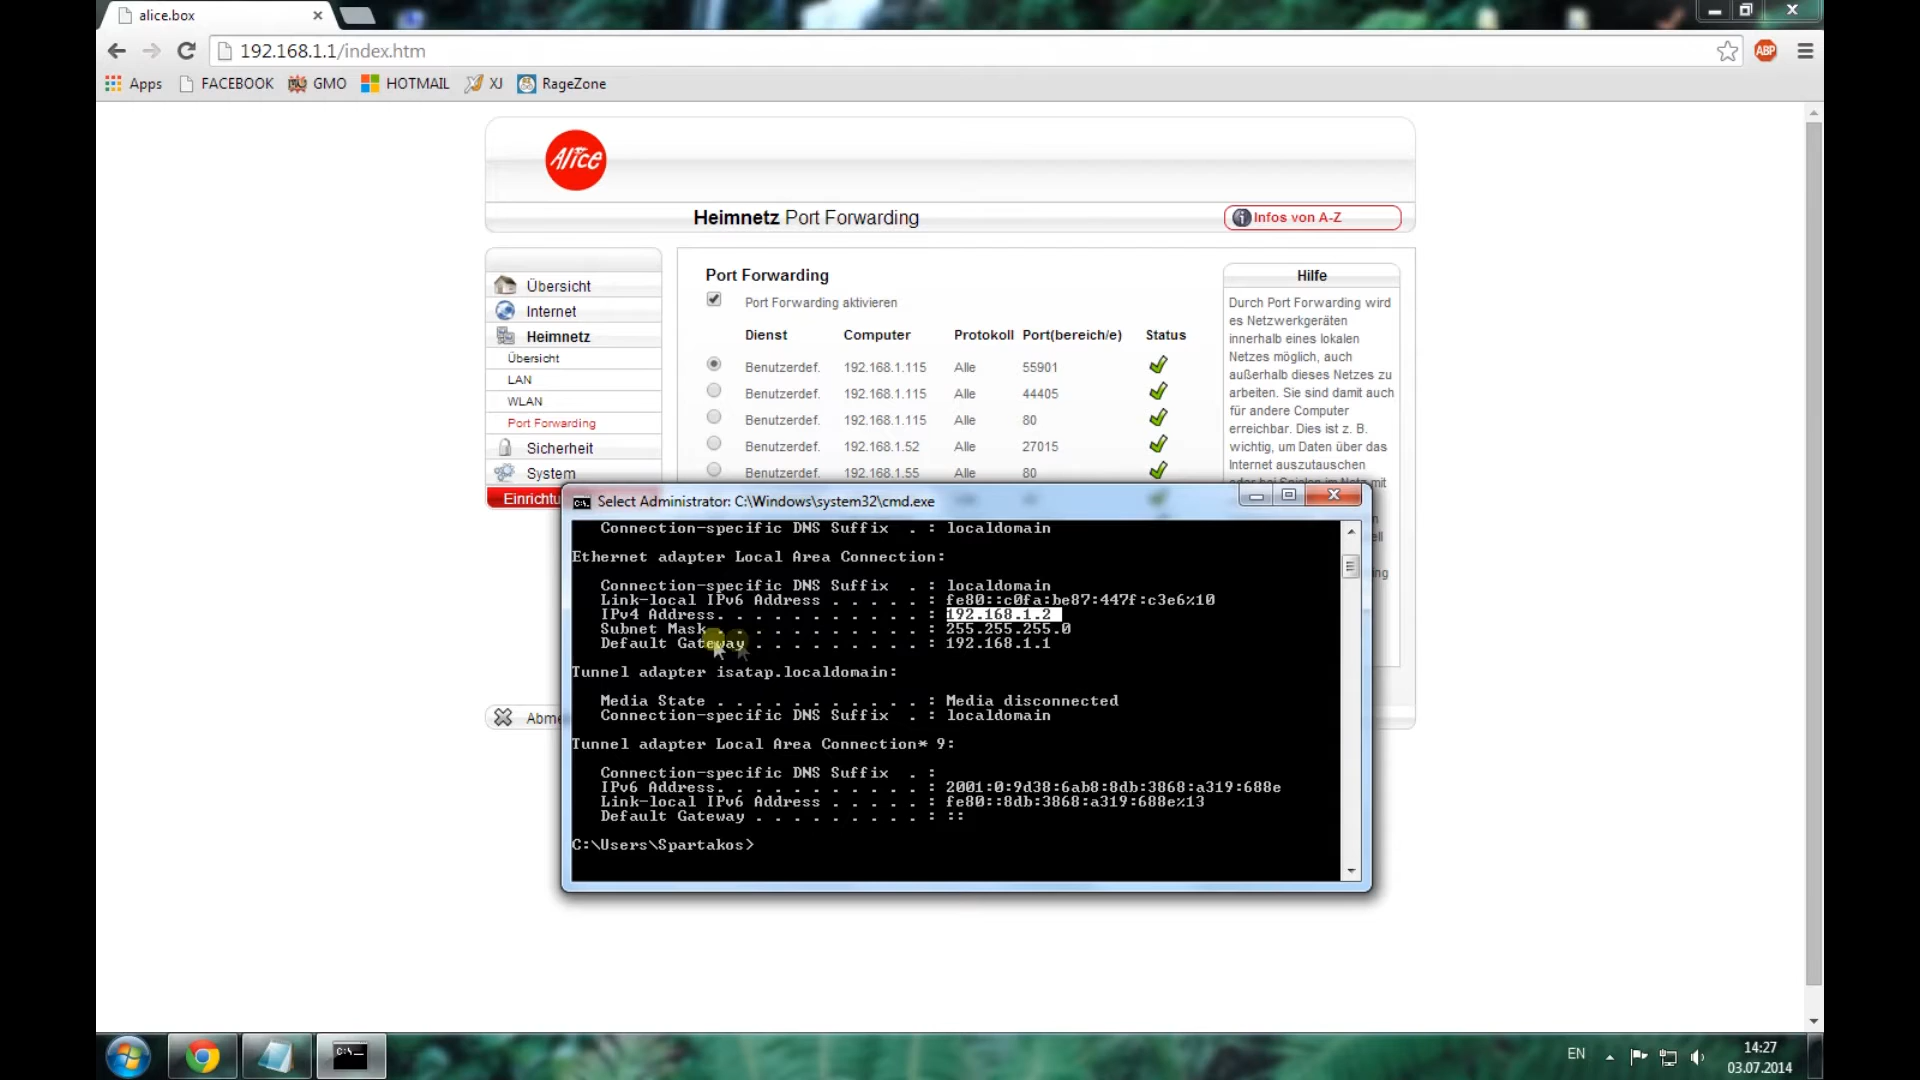 alice.box
192.168.1.1/index.htm
ABP
Apps FACEBOOK GMO HOTMAIL XJ RageZone
Alice
Heimnetz Port Forwarding
Infos von A-Z
Übersicht
Internet
Heimnetz
Übersicht
LAN
WLAN
Port Forwarding
Sicherheit
System
Einrichtu
Abme
Port Forwarding
Port Forwarding aktivieren
Dienst Computer Protokoll Port(bereich/e) Status
Benutzerdef. 192.168.1.115 Alle 55901
Benutzerdef. 192.168.1.115 Alle 44405
Benutzerdef. 192.168.1.115 Alle 80
Benutzerdef. 192.168.1.52 Alle 27015
Benutzerdef. 192.168.1.55 Alle 80
Hilfe
Durch Port Forwarding wird
es Netzwerkgeräten
innerhalb eines lokalen
Netzes möglich, auch
außerhalb dieses Netzes zu
arbeiten. Sie sind damit auch
für andere Computer
erreichbar. Dies ist z. B.
wichtig, um Daten über das
Internet auszutauschen
mit
ell
ing
Select Administrator: C:\Windows\system32\cmd.exe
Connection-specific DNS Suffix . : localdomain
Ethernet adapter Local Area Connection:
Connection-specific DNS Suffix . : localdomain
Link-local IPv6 Address . . . . . : fe80::c0fa:be87:447f:c3e6%10
IPv4 Address. . . . . . . . . . . : 192.168.1.2
Subnet Mask . . . . . . . . . . . : 255.255.255.0
Default Gateway . . . . . . . . . : 192.168.1.1
Tunnel adapter isatap.localdomain:
Media State . . . . . . . . . . . : Media disconnected
Connection-specific DNS Suffix . : localdomain
Tunnel adapter Local Area Connection* 9:
Connection-specific DNS Suffix . :
IPv6 Address. . . . . . . . . . . : 2001:0:9d38:6ab8:8db:3868:a319:688e
Link-local IPv6 Address . . . . . : fe80::8db:3868:a319:688e%13
Default Gateway . . . . . . . . . : ::
C:\Users\Spartakos>
EN
14:27
03.07.2014